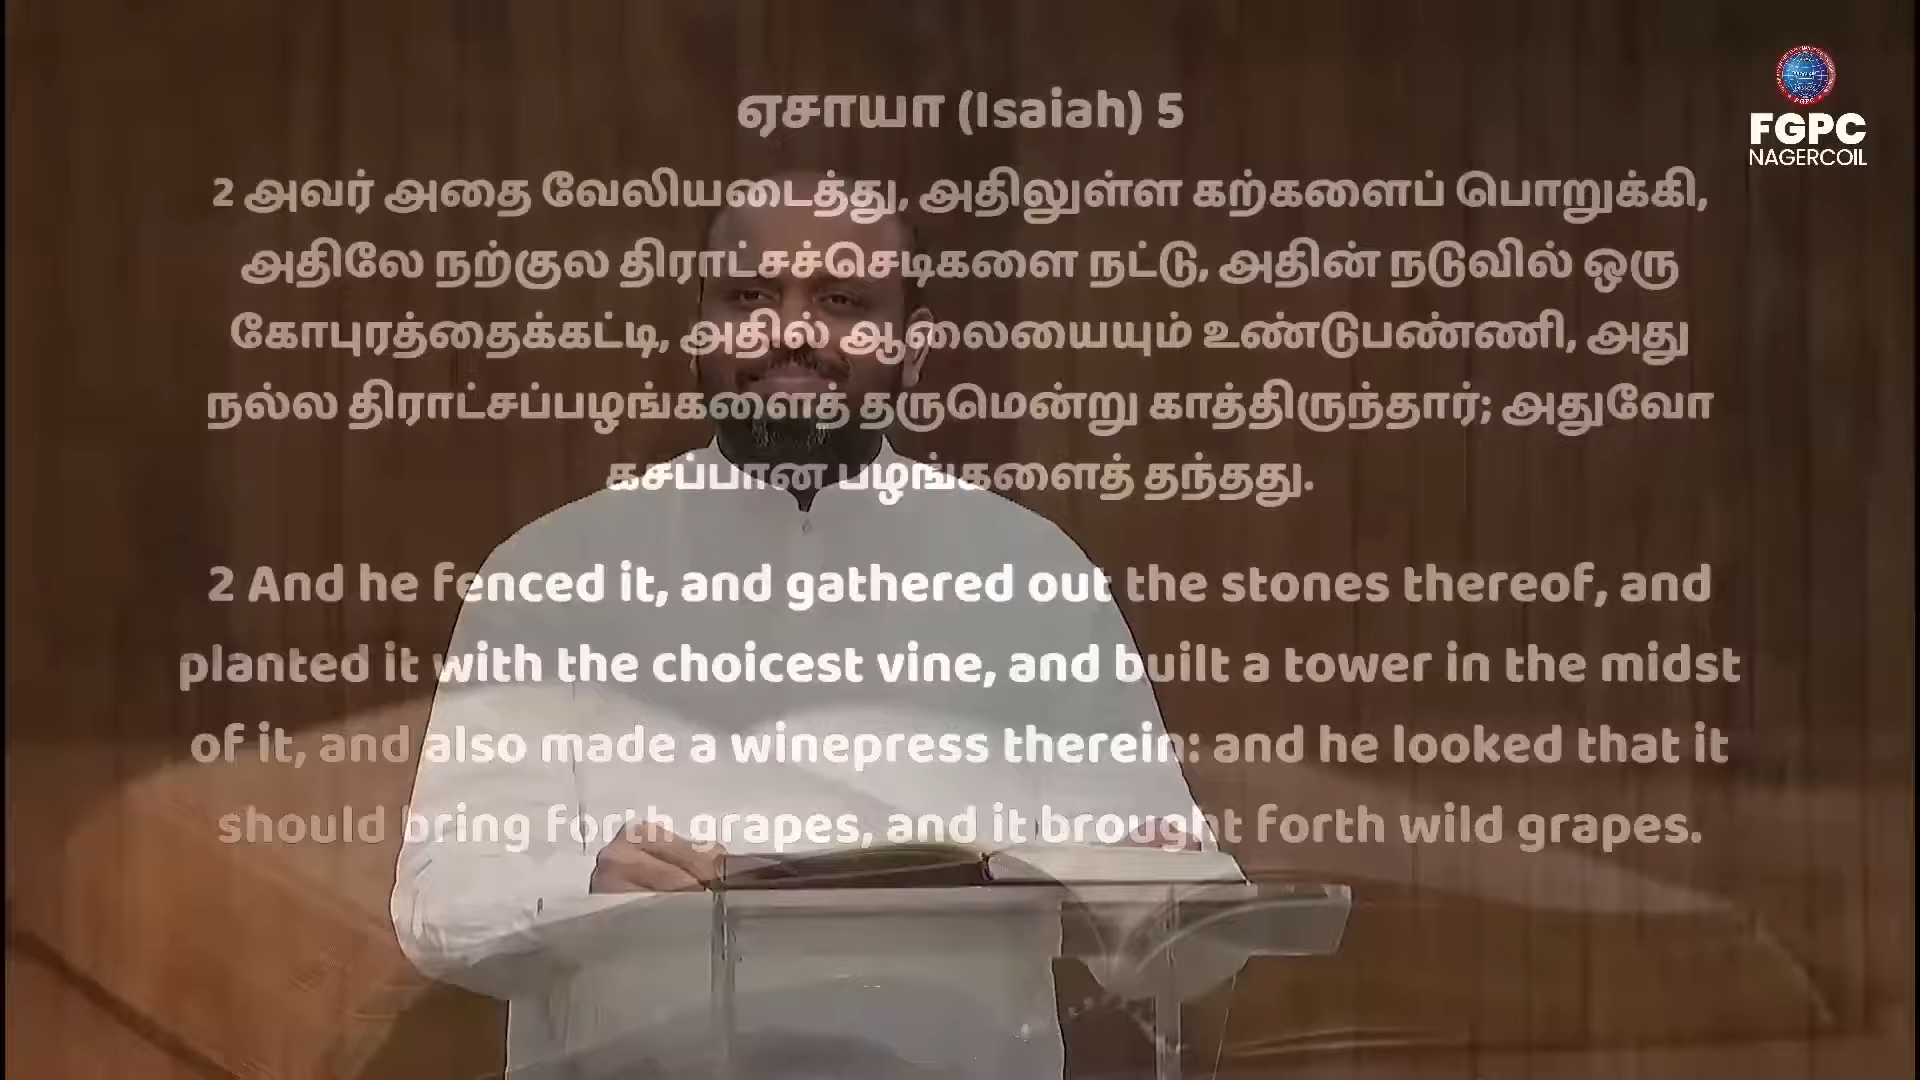 ஏசாயா (Isaiah) 5
2 அவர் அதை வேலியடைத்து, அதிலுள்ள கற்களைப் பொறுக்கி,
அதிலே நற்குல திராட்சச்செடிகளை நட்டு, அதின் நடுவில் ஒரு
கோபுரத்தைக்கட்டி, அதில் ஆலையையும் உண்டுபண்ணி, அது
நல்ல திராட்சப்பழங்களைத் தருமென்று காத்திருந்தார்; அதுவோ
கசப்பான பழங்களைத் தந்தது.
2 And he fenced it, and gathered out the stones thereof, and
planted it with the choicest vine, and built a tower in the midst
of it, and also made a winepress therein: and he looked that it
should bring forth grapes, and it brought forth wild grapes.
FGPC
NAGERCOIL